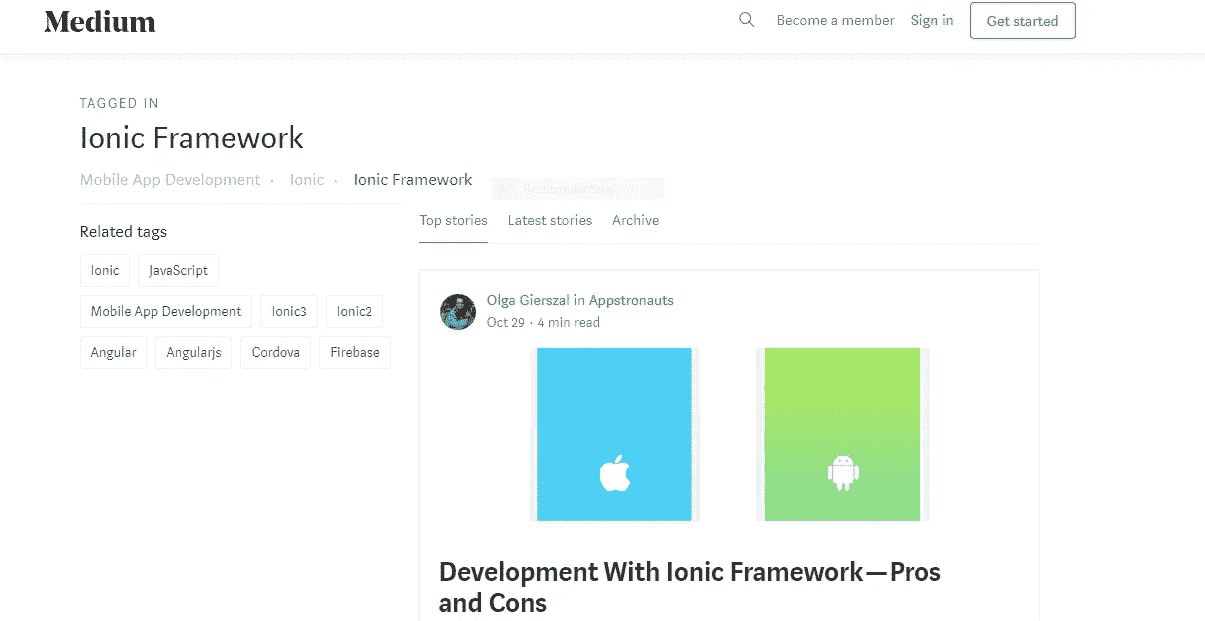 Medium
Become a member Sign in Get started
TAGGED IN
Ionic Framework
Mobile App Development · Ionic · Ionic Framework
Rectangular Snip
Top stories Latest stories Archive
Related tags
Ionic JavaScript
Mobile App Development Ionic3 Ionic2
Angular Angularjs Cordova Firebase
Olga Gierszal in Appstronauts
Oct 29 · 4 min read
Development With Ionic Framework — Pros
and Cons